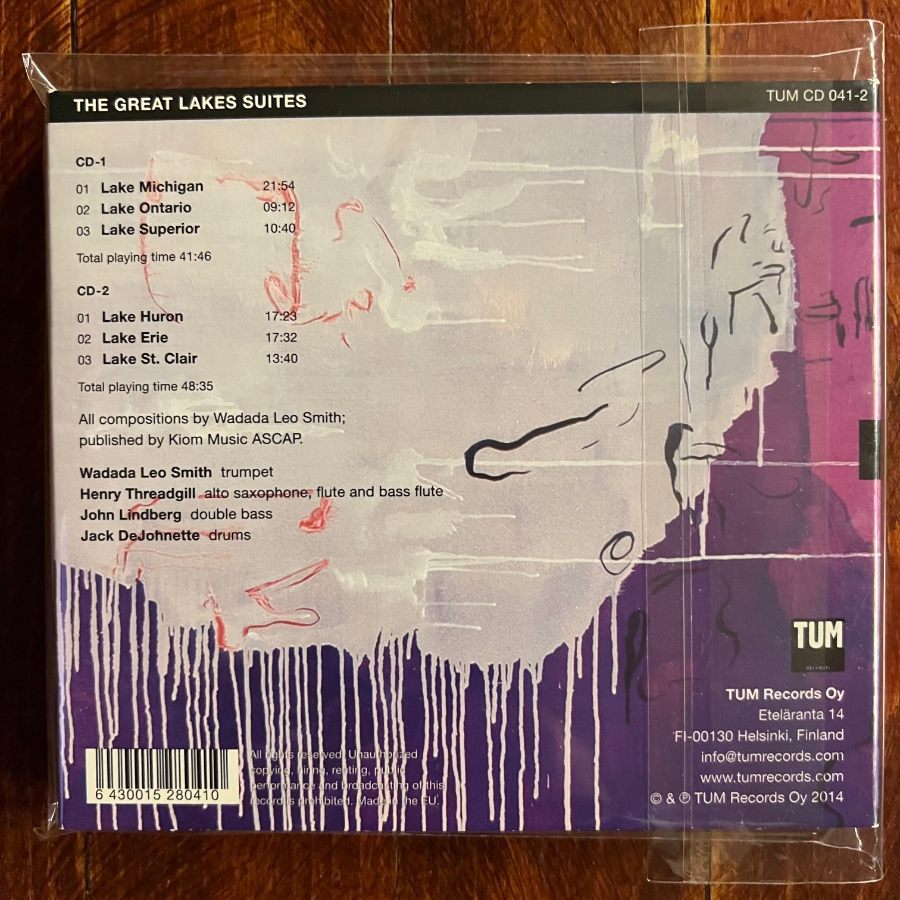 THE GREAT LAKES SUITES
TUM CD 041-2
CD-1
01 Lake Michigan 21:54
02 Lake Ontario 09:12
03 Lake Superior 10:40
Total playing time 41:46
CD-2
01 Lake Huron 17:23
02 Lake Erie 17:32
03 Lake St. Clair 13:40
Total playing time 48:35
All compositions by Wadada Leo Smith;
published by Kiom Music ASCAP.
Wadada Leo Smith trumpet
Henry Threadgill alto saxophone, flute and bass flute
John Lindberg double bass
Jack DeJohnette drums
TUM
TUM Records Oy
Eteläranta 14
FI-00130 Helsinki, Finland
info@tumrecords.com
www.tumrecords.com
© & ℗ TUM Records Oy 2014
All rights reserved. Unauthorized
copying, hiring, renting, public
performance and broadcasting of this
record is prohibited. Made in the EU.
6 430015 280410